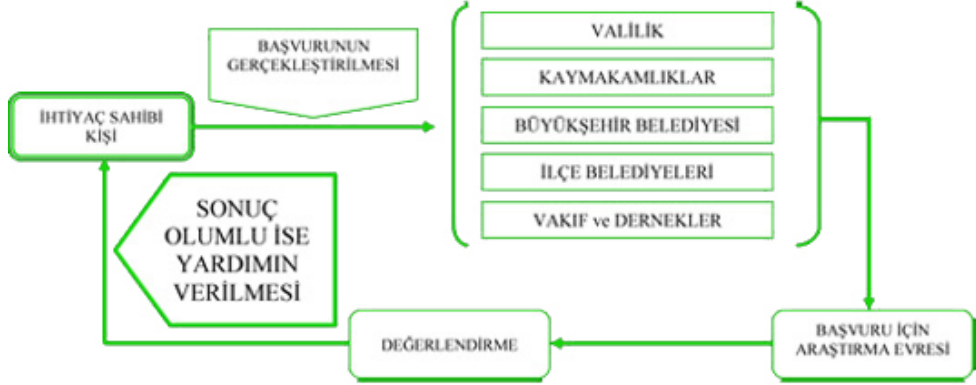 İHTİYAÇ SAHİBİ
KİŞİ
BAŞVURUNUN
GERÇEKLEŞTİRİLMESİ
VALİLİK
KAYMAKAMLIKLAR
BÜYÜKŞEHİR BELEDİYESİ
İLÇE BELEDİYELERİ
VAKIF ve DERNEKLER
BAŞVURU İÇİN
ARAŞTIRMA EVRESİ
DEĞERLENDİRME
SONUÇ
OLUMLU İSE
YARDIMIN
VERİLMESİ